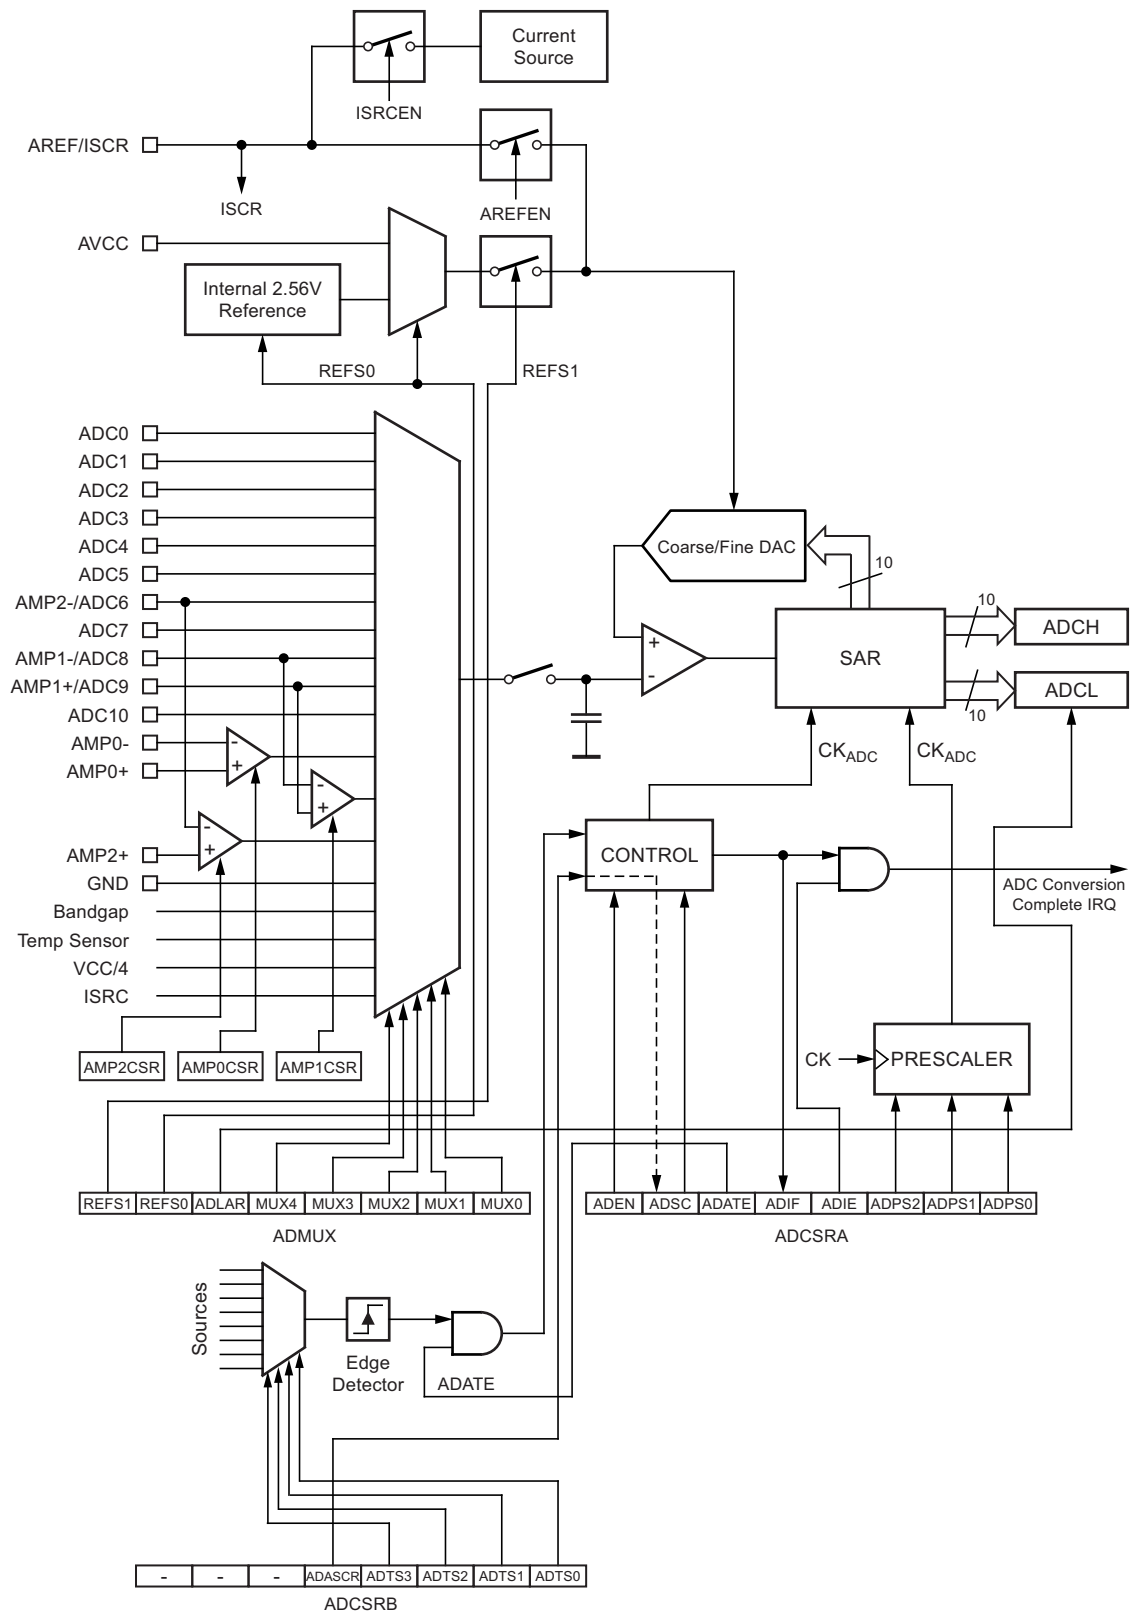 Current
Source
ISRCEN
AREF/ISCR
ISCR
AREFEN
AVCC
Internal 2.56V
Reference
REFS0
REFS1
ADC0
ADC1
ADC2
ADC3
ADC4
ADC5
AMP2-/ADC6
ADC7
AMP1-/ADC8
AMP1+/ADC9
ADC10
AMP0-
AMP0+
AMP2+
GND
Bandgap
Temp Sensor
VCC/4
ISRC
-
+
-
+
-
+
Coarse/Fine DAC
10
+
-
SAR
10
ADCH
10
ADCL
CKADC
CKADC
CONTROL
ADC Conversion
Complete IRQ
CK
PRESCALER
AMP2CSR
AMP0CSR
AMP1CSR
REFS1 REFS0 ADLAR MUX4 MUX3 MUX2 MUX1 MUX0
ADMUX
ADEN ADSC ADATE ADIF ADIE ADPS2 ADPS1 ADPS0
ADCSRA
Sources
Edge
Detector
ADATE
- - - ADASCR ADTS3 ADTS2 ADTS1 ADTS0
ADCSRB